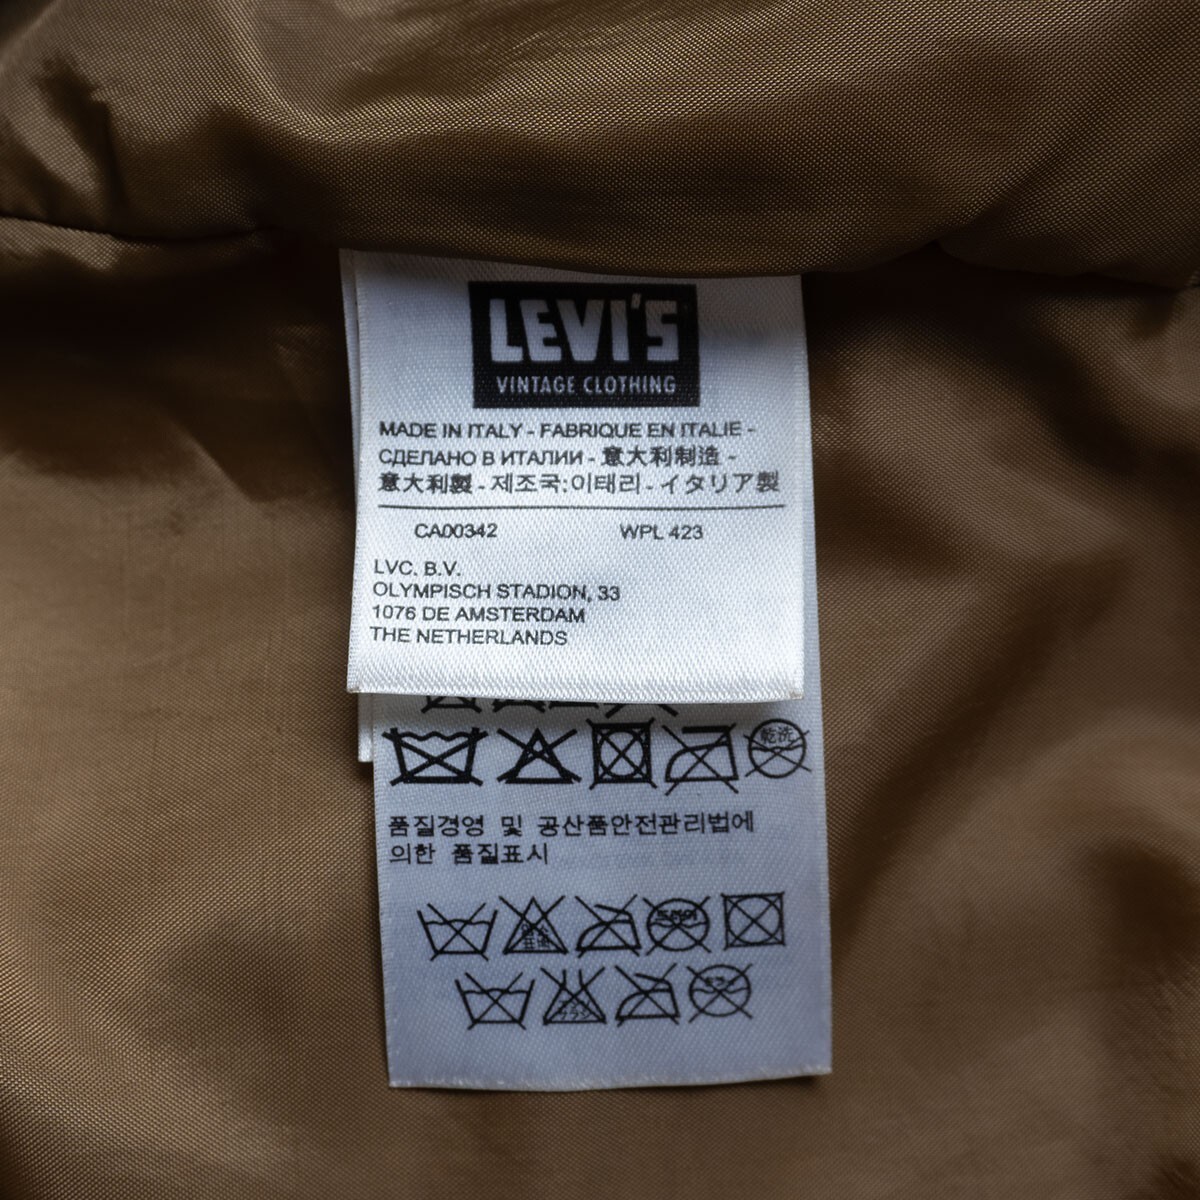 LEVI'S
VINTAGE CLOTHING
MADE IN ITALY - FABRIQUE EN ITALIE -
СДЕЛАНО В ИТАЛИИ - 意大利制造 -
意大利製 - 제조국:이태리 - イタリア製
CA00342 WPL 423
LVC. B.V.
OLYMPISCH STADION, 33
1076 DE AMSTERDAM
THE NETHERLANDS
乾洗
품질경영 및 공산품안전관리법에
의한 품질표시